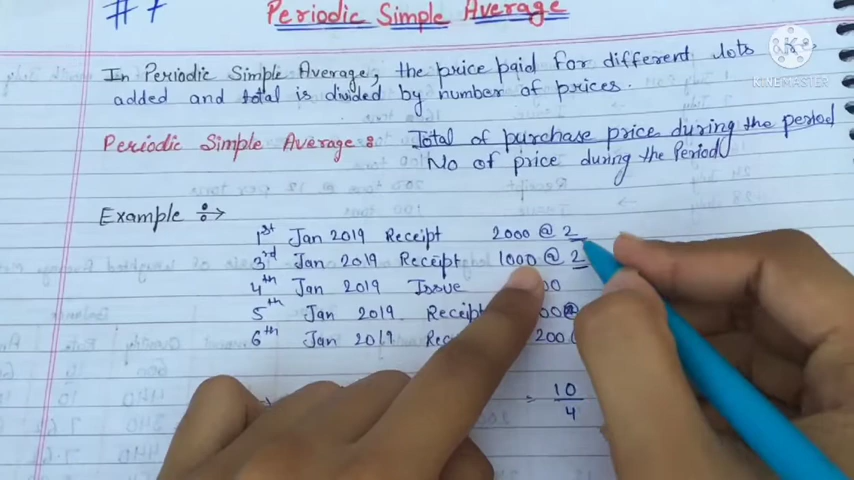 #7
Periodic Simple Average
In Periodic Simple Average, the price paid for different lots
added and total is divided by number of prices.
Periodic Simple Average : Total of purchase price during the period
No of price during the Period
Example ÷→
1st Jan 2019 Receipt 2000 @ 2
3rd Jan 2019 Receipt 1000 @ 2
4th Jan 2019 Issue
5th Jan 2019. Receipt
6th Jan 2019
10
4
KINEMASTER